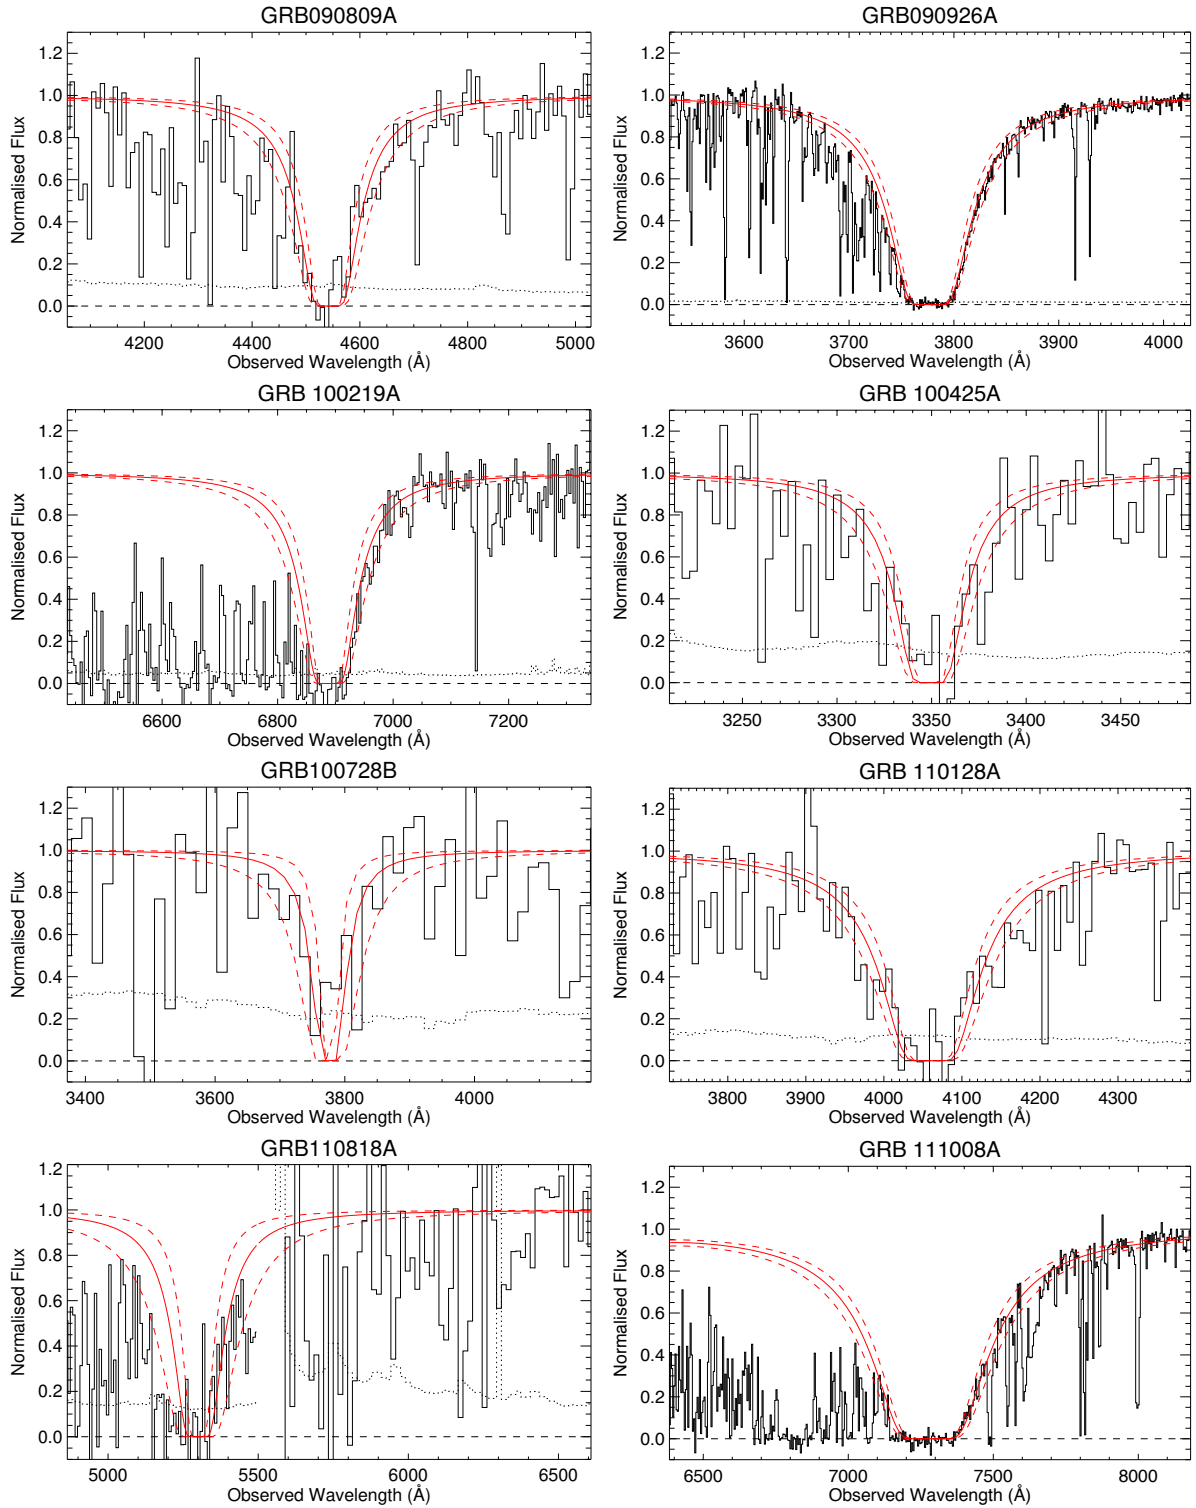 GRB090809A
Normalised Flux
1.2
1.0
0.8
0.6
0.4
0.2
0.0
4200 4400 4600 4800 5000
Observed Wavelength (Å)
GRB090926A
Normalised Flux
1.2
1.0
0.8
0.6
0.4
0.2
0.0
3600 3700 3800 3900 4000
Observed Wavelength (Å)
GRB 100219A
Normalised Flux
1.2
1.0
0.8
0.6
0.4
0.2
0.0
6600 6800 7000 7200
Observed Wavelength (Å)
GRB 100425A
Normalised Flux
1.2
1.0
0.8
0.6
0.4
0.2
0.0
3250 3300 3350 3400 3450
Observed Wavelength (Å)
GRB100728B
Normalised Flux
1.2
1.0
0.8
0.6
0.4
0.2
0.0
3400 3600 3800 4000
Observed Wavelength (Å)
GRB 110128A
Normalised Flux
1.2
1.0
0.8
0.6
0.4
0.2
0.0
3800 3900 4000 4100 4200 4300
Observed Wavelength (Å)
GRB110818A
Normalised Flux
1.2
1.0
0.8
0.6
0.4
0.2
0.0
5000 5500 6000 6500
Observed Wavelength (Å)
GRB 111008A
Normalised Flux
1.2
1.0
0.8
0.6
0.4
0.2
0.0
6500 7000 7500 8000
Observed Wavelength (Å)